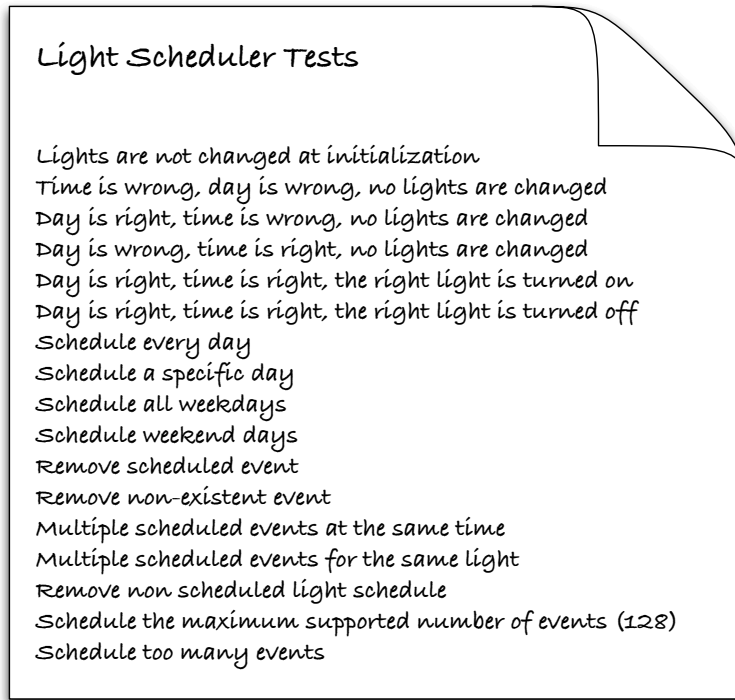 Light Scheduler Tests
Lights are not changed at initialization
Time is wrong, day is wrong, no lights are changed
Day is right, time is wrong, no lights are changed
Day is wrong, time is right, no lights are changed
Day is right, time is right, the right light is turned on
Day is right, time is right, the right light is turned off
Schedule every day
Schedule a specific day
Schedule all weekdays
Schedule weekend days
Remove scheduled event
Remove non-existent event
Multiple scheduled events at the same time
Multiple scheduled events for the same light
Remove non scheduled light schedule
Schedule the maximum supported number of events (128)
Schedule too many events